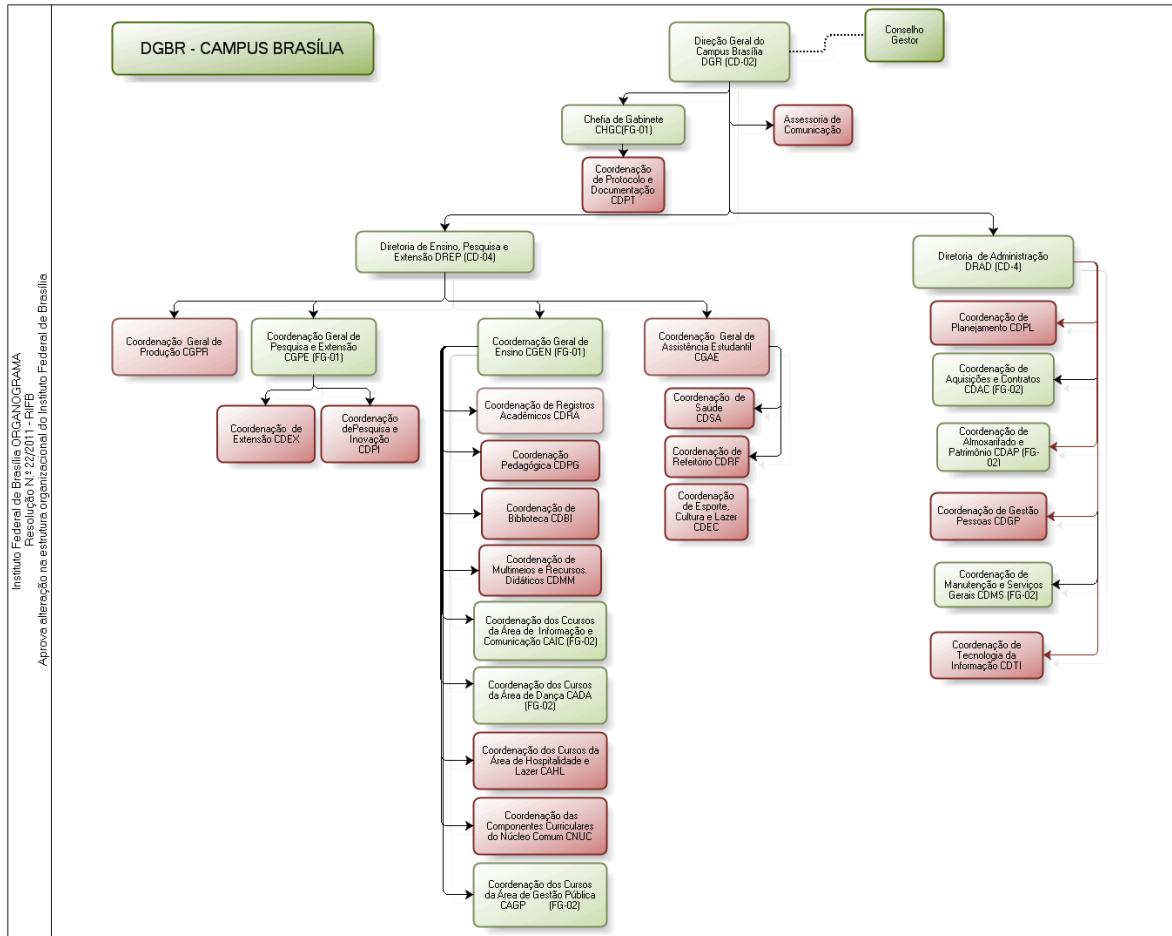 Instituto Federal de Brasília ORGANOGRAMA
Resolução N.º 22/2011 - RIFB
Aprova alteração na estrutura organizacional do Instituto Federal de Brasília
DGBR - CAMPUS BRASÍLIA
Direção Geral do
Campus Brasília
DGR (CD-02)
Conselho
Gestor
Chefia de Gabinete
CHGC(FG-01)
Assessoria de
Comunicação
Coordenação
de Protocolo e
Documentação
CDPT
Diretoria de Ensino, Pesquisa e
Extensão DREP (CD-04)
Diretoria de Administração
DRAD (CD-4)
Coordenação Geral de
Produção CGPR
Coordenação Geral de
Pesquisa e Extensão
CGPE (FG-01)
Coordenação Geral de
Ensino CGEN (FG-01)
Coordenação Geral de
Assistência Estudantil
CGAE
Coordenação de
Extensão CDEX
Coordenação
dePesquisa e
Inovação
CDPI
Coordenação de Registros
Acadêmicos CDRA
Coordenação
Pedagógica CDPG
Coordenação de
Biblioteca CDBI
Coordenação de
Multimeios e Recursos.
Didáticos CDMM
Coordenação dos Ccursos
da Área de Informação e
Comunicação CAIC (FG-02)
Coordenação dos Cursos
da Área de Dança CADA
(FG-02)
Coordenação dos Cursos da
Área de Hospitalidade e
Lazer CAHL
Coordenação das
Componentes Curriculares
do Núcleo Comum CNUC
Coordenação dos Cursos
da Área de Gestão Pública
CAGP (FG-02)
Coordenação de
Saúde
CDSA
Coordenação de
Refeitório CDRF
Coordenação
de Esporte,
Cultura e Lazer
CDEC
Coordenação de
Planejamento CDPL
Coordenação de
Aquisições e Contratos
CDAC (FG-02)
Coordenação de
Almoxarifado e
Patrimônio CDAP (FG-
02)
Coordenação de Gestão
Pessoas CDGP
Coordenação de
Manutenção e Serviços
Gerais CDMS (FG-02)
Coordenação de
Tecnologia da
Informação CDTI